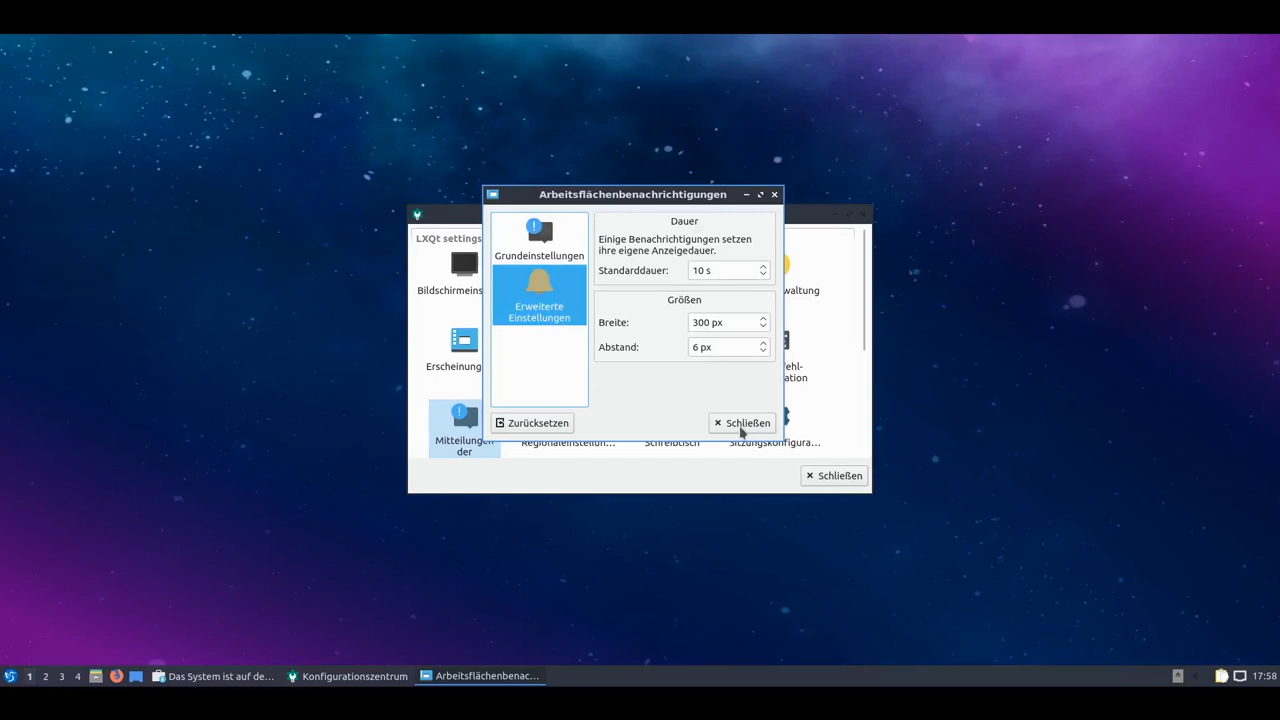 Arbeitsflächenbenachrichtigungen
LXQt settings
Grundeinstellungen
Erweiterte
Einstellungen
Dauer
Einige Benachrichtigungen setzen
ihre eigene Anzeigedauer.
Standarddauer: 10 s
Größen
Breite: 300 px
Abstand: 6 px
Zurücksetzen
Schließen
Bildschirmeins
waltung
Erscheinung
ation
Mitteilungen
der
Regionaleinstellun...
Schreibtisch
Sitzungskonfigura...
Schließen
1 2 3 4
Das System ist auf de...
Konfigurationszentrum
Arbeitsflächenbenac...
17:58